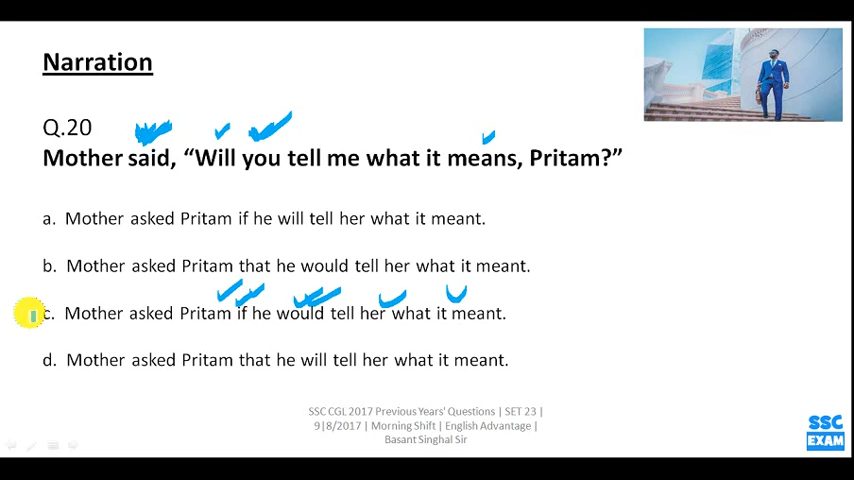 Narration
Q.20
Mother said, “Will you tell me what it means, Pritam?”
a. Mother asked Pritam if he will tell her what it meant.
b. Mother asked Pritam that he would tell her what it meant.
c. Mother asked Pritam if he would tell her what it meant.
d. Mother asked Pritam that he will tell her what it meant.
SSC CGL 2017 Previous Years' Questions | SET 23 |
9|8/2017 | Morning Shift | English Advantage |
Basant Singhal Sir
SSC
EXAM